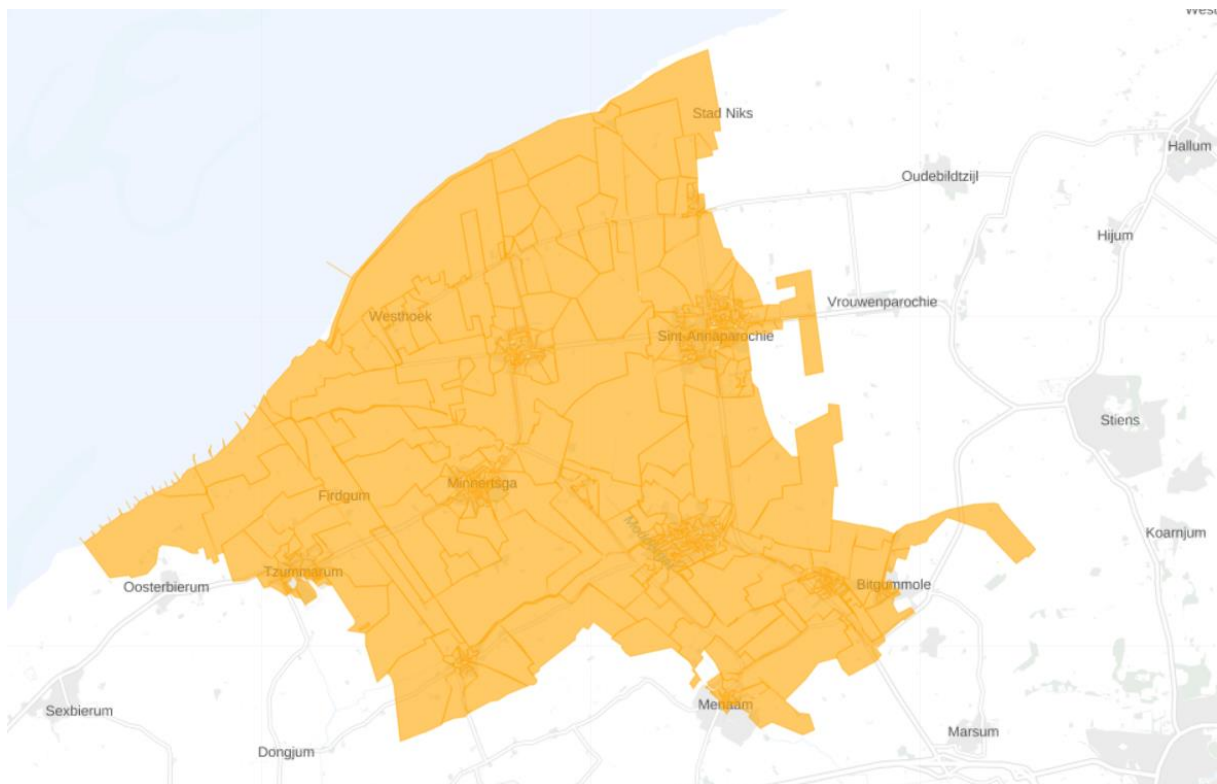 Stad Niks
Hallum
Oudebildtzijl
Hijum
Vrouwenparochie
Westhoek
Sint-Annaparochie
Stiens
Minnertsga
Firdgum
Koarnjum
Tzummarum
Oosterbierum
Bitgummole
Menaam
Sexbierum
Marsum
Dongjum